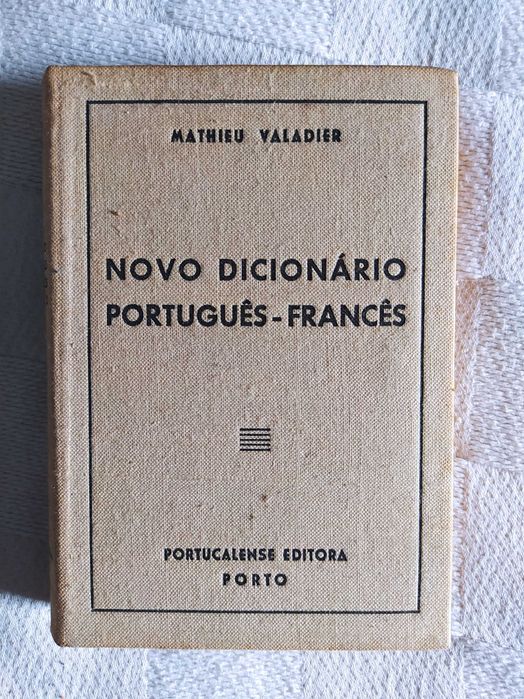 MATHIEU VALADIER
NOVO DICIONÁRIO
PORTUGUÊS-FRANCÊS
PORTUCALENSE EDITORA
PORTO